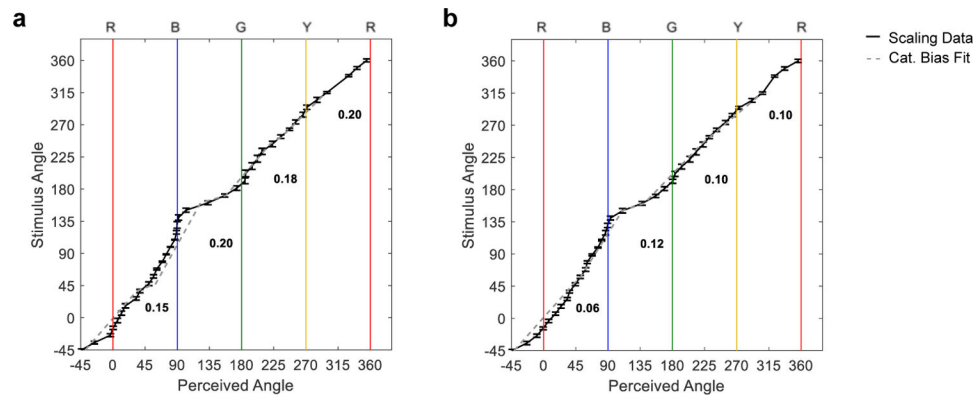 a
R B G Y R
Stimulus Angle
360
315
270
225
180
135
90
45
0
-45
0.20
0.18
0.20
0.15
-45 0 45 90 135 180 225 270 315 360
Perceived Angle
b
R B G Y R
Stimulus Angle
360
315
270
225
180
135
90
45
0
-45
0.10
0.10
0.12
0.06
-45 0 45 90 135 180 225 270 315 360
Perceived Angle
Scaling Data
Cat. Bias Fit